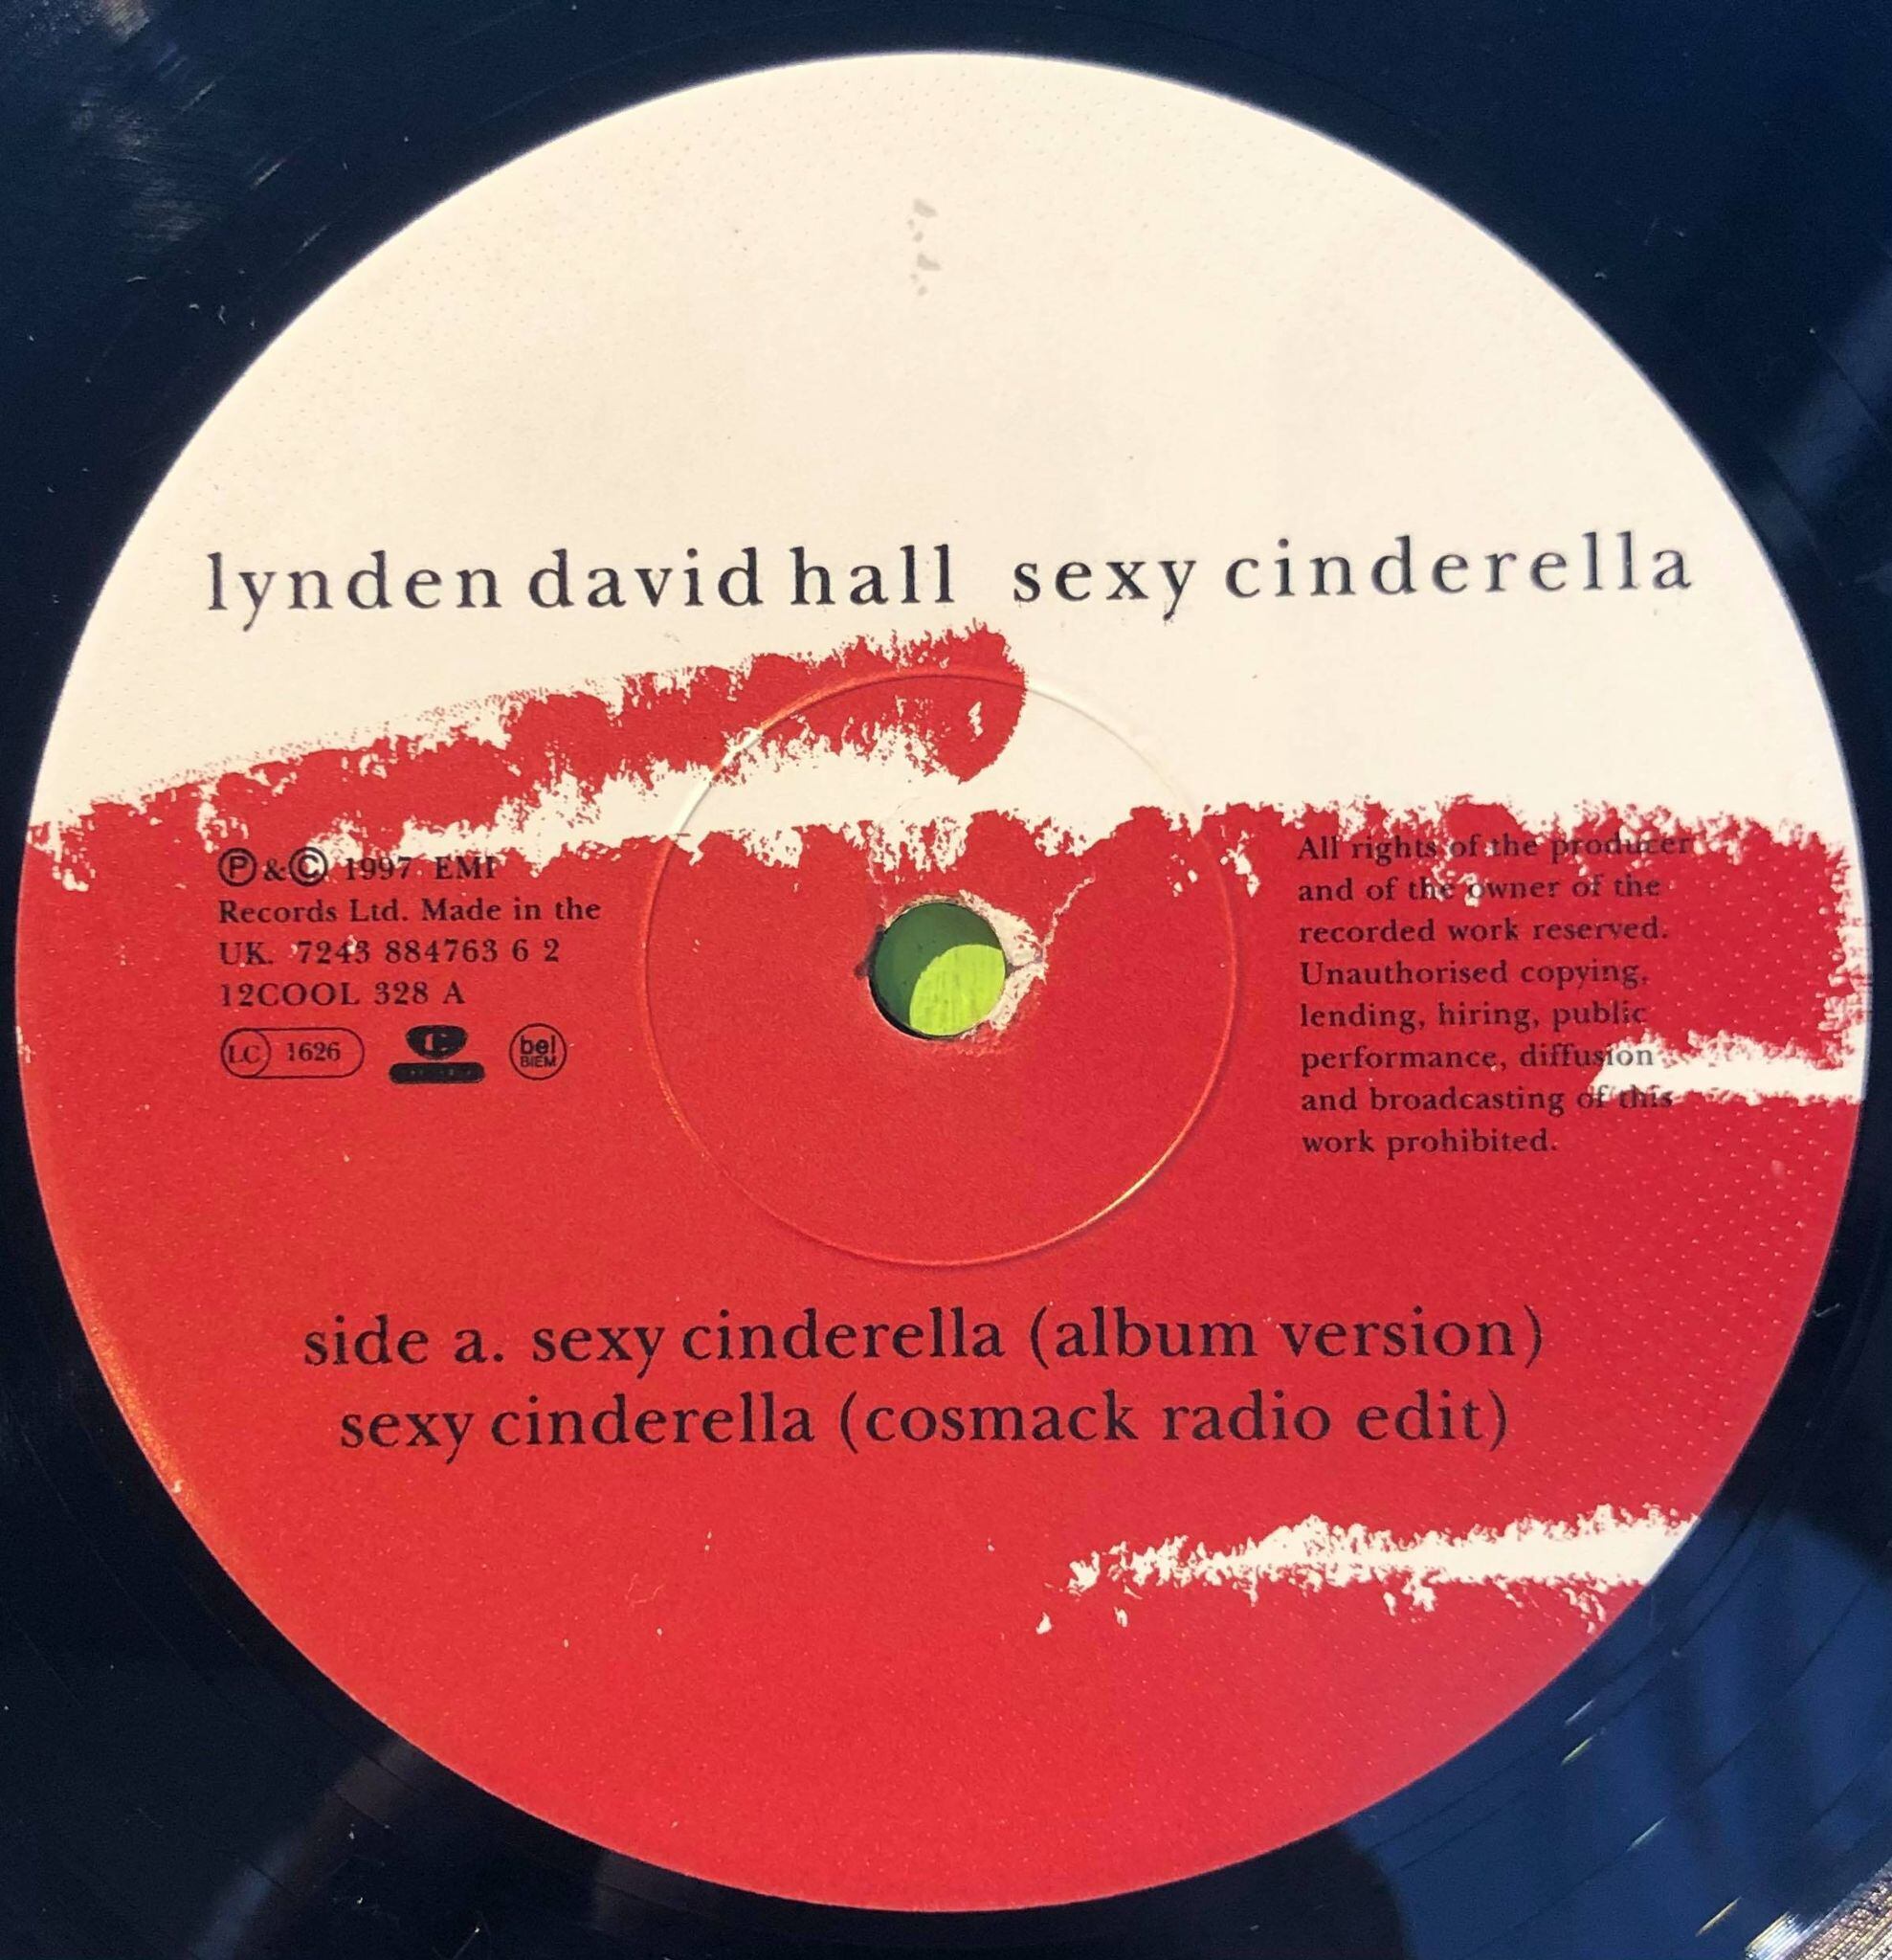 lynden david hall sexy cinderella
Ⓟ&© 1997 EMI
Records Ltd. Made in the
UK. 7243 884763 6 2
12COOL 328 A
LC 1626
bel
BIEM
All rights of the producer
and of the owner of the
recorded work reserved.
Unauthorised copying,
lending, hiring, public
performance, diffusion
and broadcasting of this
work prohibited.
side a. sexy cinderella (album version)
sexy cinderella (cosmack radio edit)